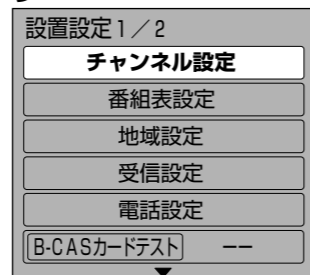 設置設定1／2
チャンネル設定
番組表設定
地域設定
受信設定
電話設定
B-CASカードテスト −−